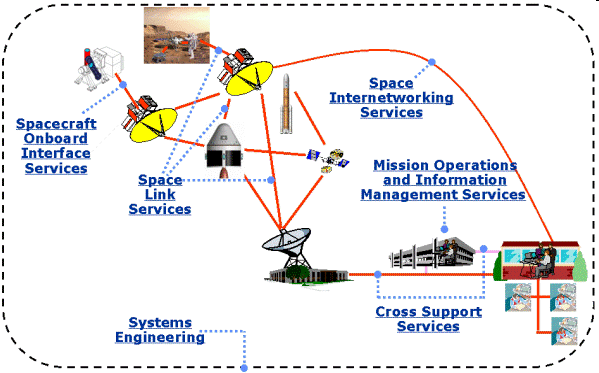 Space
Internetworking
Services
Spacecraft
Onboard
Interface
Services
Space
Link
Services
Mission Operations
and Information
Management Services
Cross Support
Services
Systems
Engineering